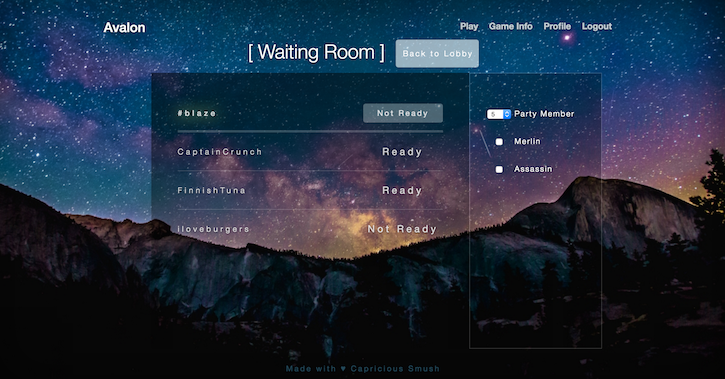 Avalon
Play Game Info Profile Logout
[ Waiting Room ] Back to Lobby
#blaze Not Ready
5 Party Member
Merlin
CaptainCrunch Ready
Assassin
FinnishTuna Ready
iloveburgers Not Ready
Made with ♥ Capricious Smush